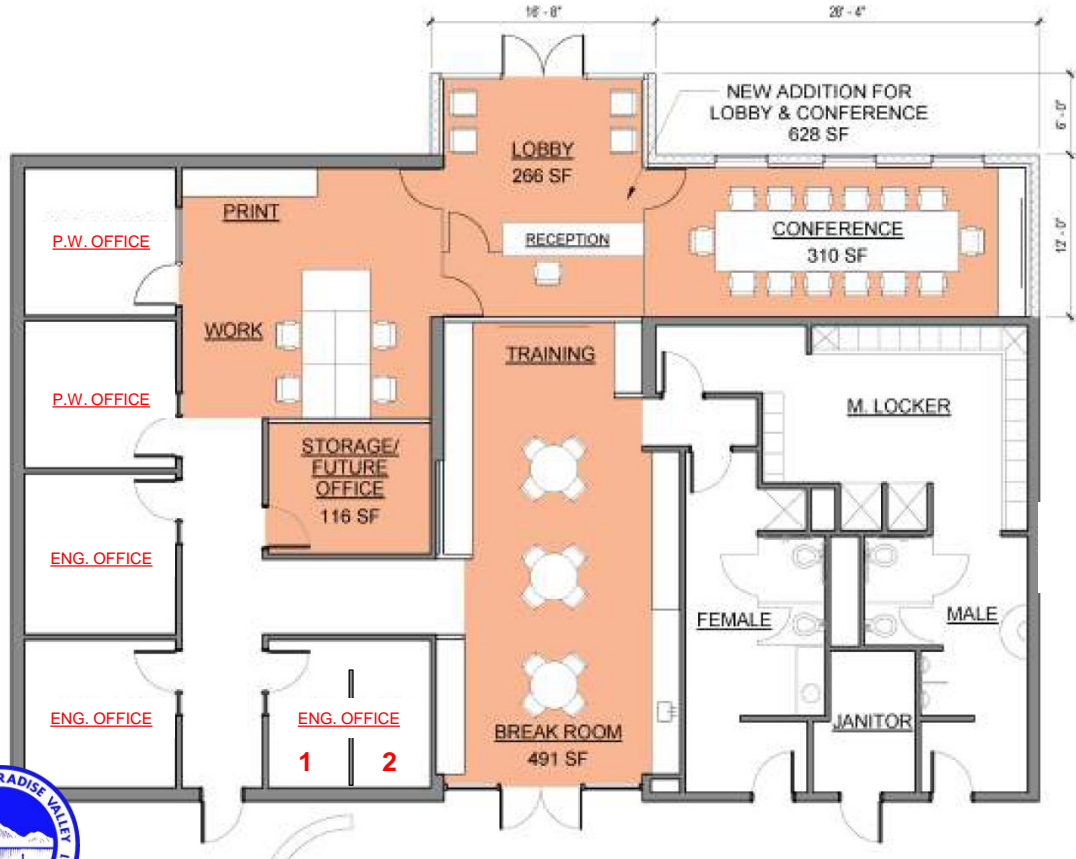 16' - 8"
28' - 4"
NEW ADDITION FOR
LOBBY & CONFERENCE
628 SF
6' - 0"
LOBBY
266 SF
PRINT
P.W. OFFICE
RECEPTION
CONFERENCE
310 SF
12' - 0"
WORK
TRAINING
P.W. OFFICE
M. LOCKER
STORAGE/
FUTURE
OFFICE
116 SF
ENG. OFFICE
FEMALE
MALE
ENG. OFFICE
ENG. OFFICE
1 2
BREAK ROOM
491 SF
JANITOR
VALLEY